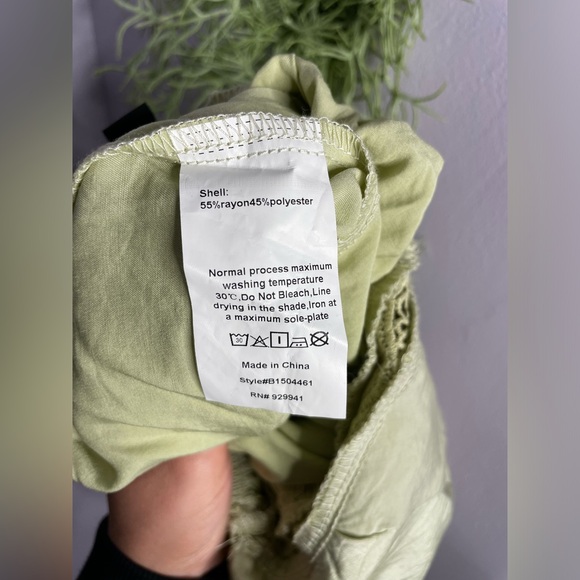 Shell:
55%rayon45%polyester
Normal process maximum
washing temperature
30℃,Do Not Bleach,Line
drying in the shade,Iron at
a maximum sole-plate
30
Made in China
Style#B1504461
RN# 929941